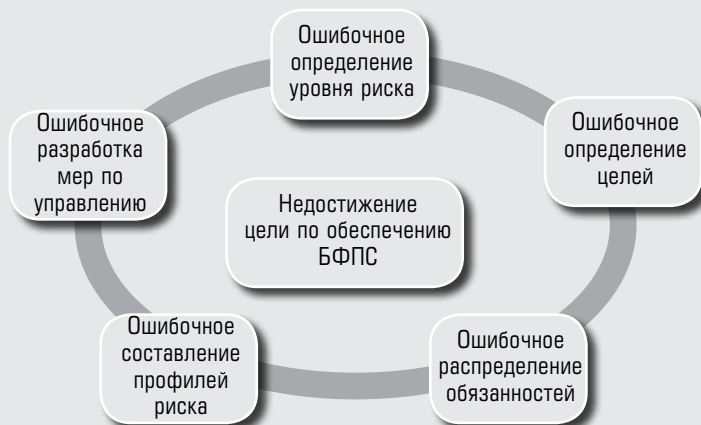 Ошибочное
определение
уровня риска
Ошибочное
определение
целей
Ошибочное
распределение
обязанностей
Ошибочное
составление
профилей
риска
Ошибочное
разработка
мер по
управлению
Недостижение
цели по обеспечению
БФПС